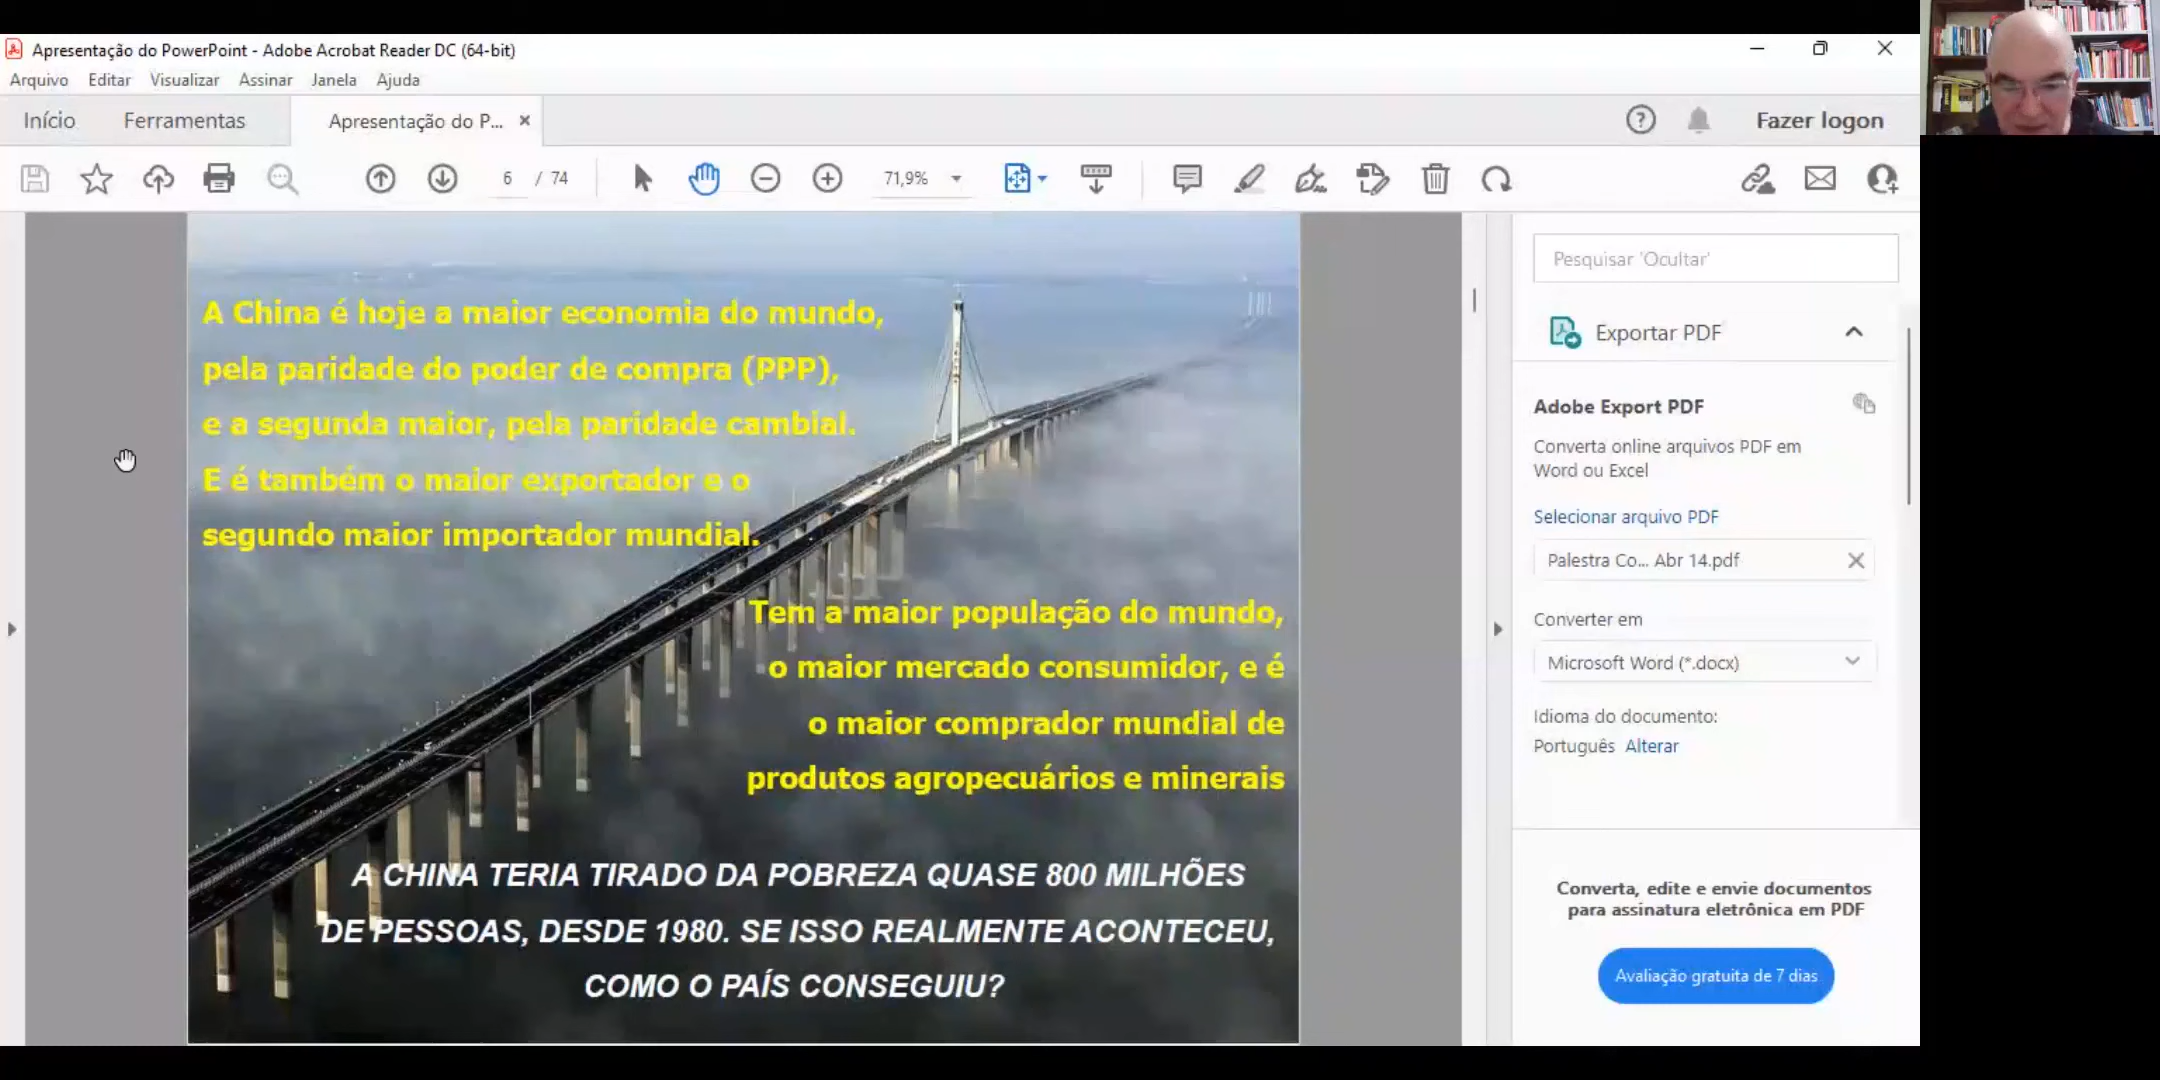 Apresentação do PowerPoint - Adobe Acrobat Reader DC (64-bit)
Arquivo Editar Visualizar Assinar Janela Ajuda
Início Ferramentas Apresentação do P... Fazer logon
6 / 74 71,9%
A China é hoje a maior economia do mundo,
pela paridade do poder de compra (PPP),
e a segunda maior, pela paridade cambial.
E é também o maior exportador e o
segundo maior importador mundial.
Tem a maior população do mundo,
o maior mercado consumidor, e é
o maior comprador mundial de
produtos agropecuários e minerais
A CHINA TERIA TIRADO DA POBREZA QUASE 800 MILHÕES
DE PESSOAS, DESDE 1980. SE ISSO REALMENTE ACONTECEU,
COMO O PAÍS CONSEGUIU?
Pesquisar 'Ocultar'
Exportar PDF
Adobe Export PDF
Converta online arquivos PDF em
Word ou Excel
Selecionar arquivo PDF
Palestra Co... Abr 14.pdf
Converter em
Microsoft Word (*.docx)
Idioma do documento:
Português Alterar
Converta, edite e envie documentos
para assinatura eletrônica em PDF
Avaliação gratuita de 7 dias